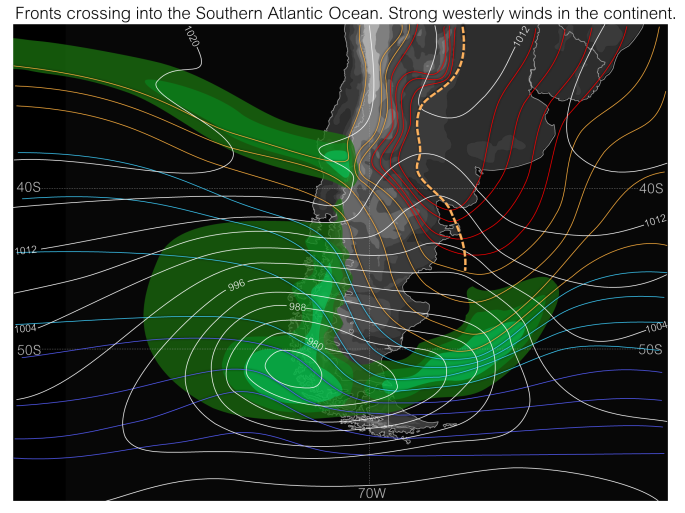 Fronts crossing into the Southern Atlantic Ocean. Strong westerly winds in the continent.
1020
1012
40S
40S
1012
1012
996
988
1004
1004
980
50S
50S
70W